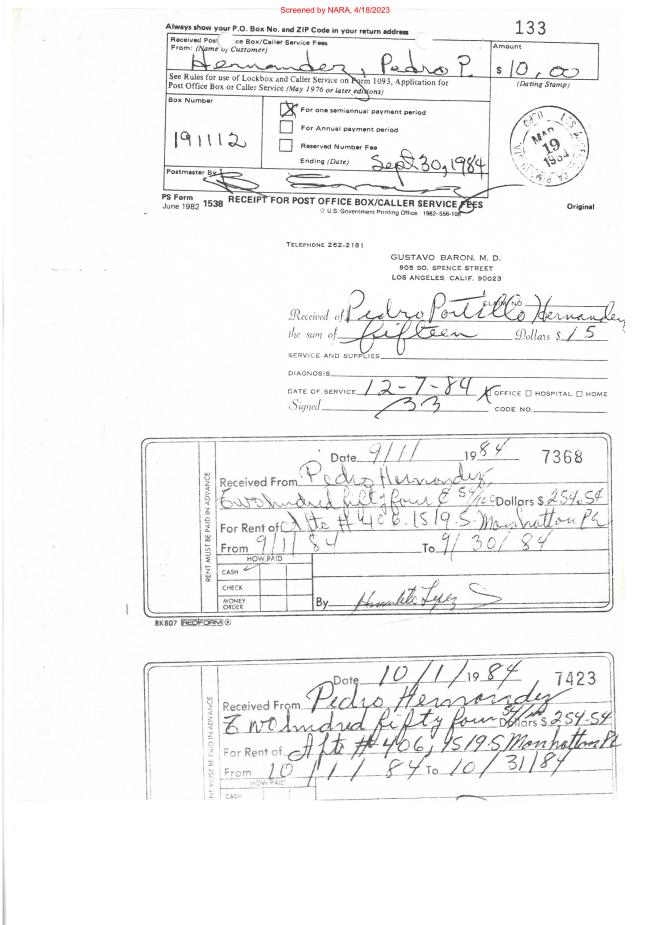 Screened by NARA, 4/18/2023
Always show your P.O. Box No. and ZIP Code in your return address
133
Received Post ce Box/Caller Service Fees
From: (Name of Customer)
Hernandez, Pedro P.
Amount
$ 10,00
See Rules for use of Lockbox and Caller Service on Form 1093, Application for
Post Office Box or Caller Service (May 1976 or later editions)
(Dating Stamp)
Box Number
191112
X For one semiannual payment period
For Annual payment period
Reserved Number Fee
Ending (Date) Sept 30, 1984
MAR
19
1984
Postmaster By
PS Form
June 1982 1538 RECEIPT FOR POST OFFICE BOX/CALLER SERVICE FEES
Original
☆ U.S. Government Printing Office: 1982-556-108
TELEPHONE 262-2181
GUSTAVO BARON, M. D.
905 SO. SPENCE STREET
LOS ANGELES, CALIF. 90023
CLAIM NO.
Received of Pedro Portillo Hernandez
the sum of fifteen Dollars $ 15
SERVICE AND SUPPLIES
DIAGNOSIS
DATE OF SERVICE 12-7-84 X OFFICE HOSPITAL HOME
Signed
CODE NO.
Date 9/1/ 1984 7368
RENT MUST BE PAID IN ADVANCE
Received From Pedro Hernandez
Two hundred fifty four & 54/100 Dollars $ 254.54
For Rent of Apto # 406-1519-S-Manhatton Pl
From 9/1/84 To 9/30/84
HOW PAID
CASH
CHECK
MONEY
ORDER
By
8K807 REDIFORM ®
Date 10/1/1984 7423
NT MUST BE PAID IN ADVANCE
Received From Pedro Hernandez
Two hundred fifty four 54/100 Dollars $ 254.54
For Rent of Apto # 406, 1519 S, Manhatton Pl
From 10/1/84 To 10/31/84
HOW PAID
CASH